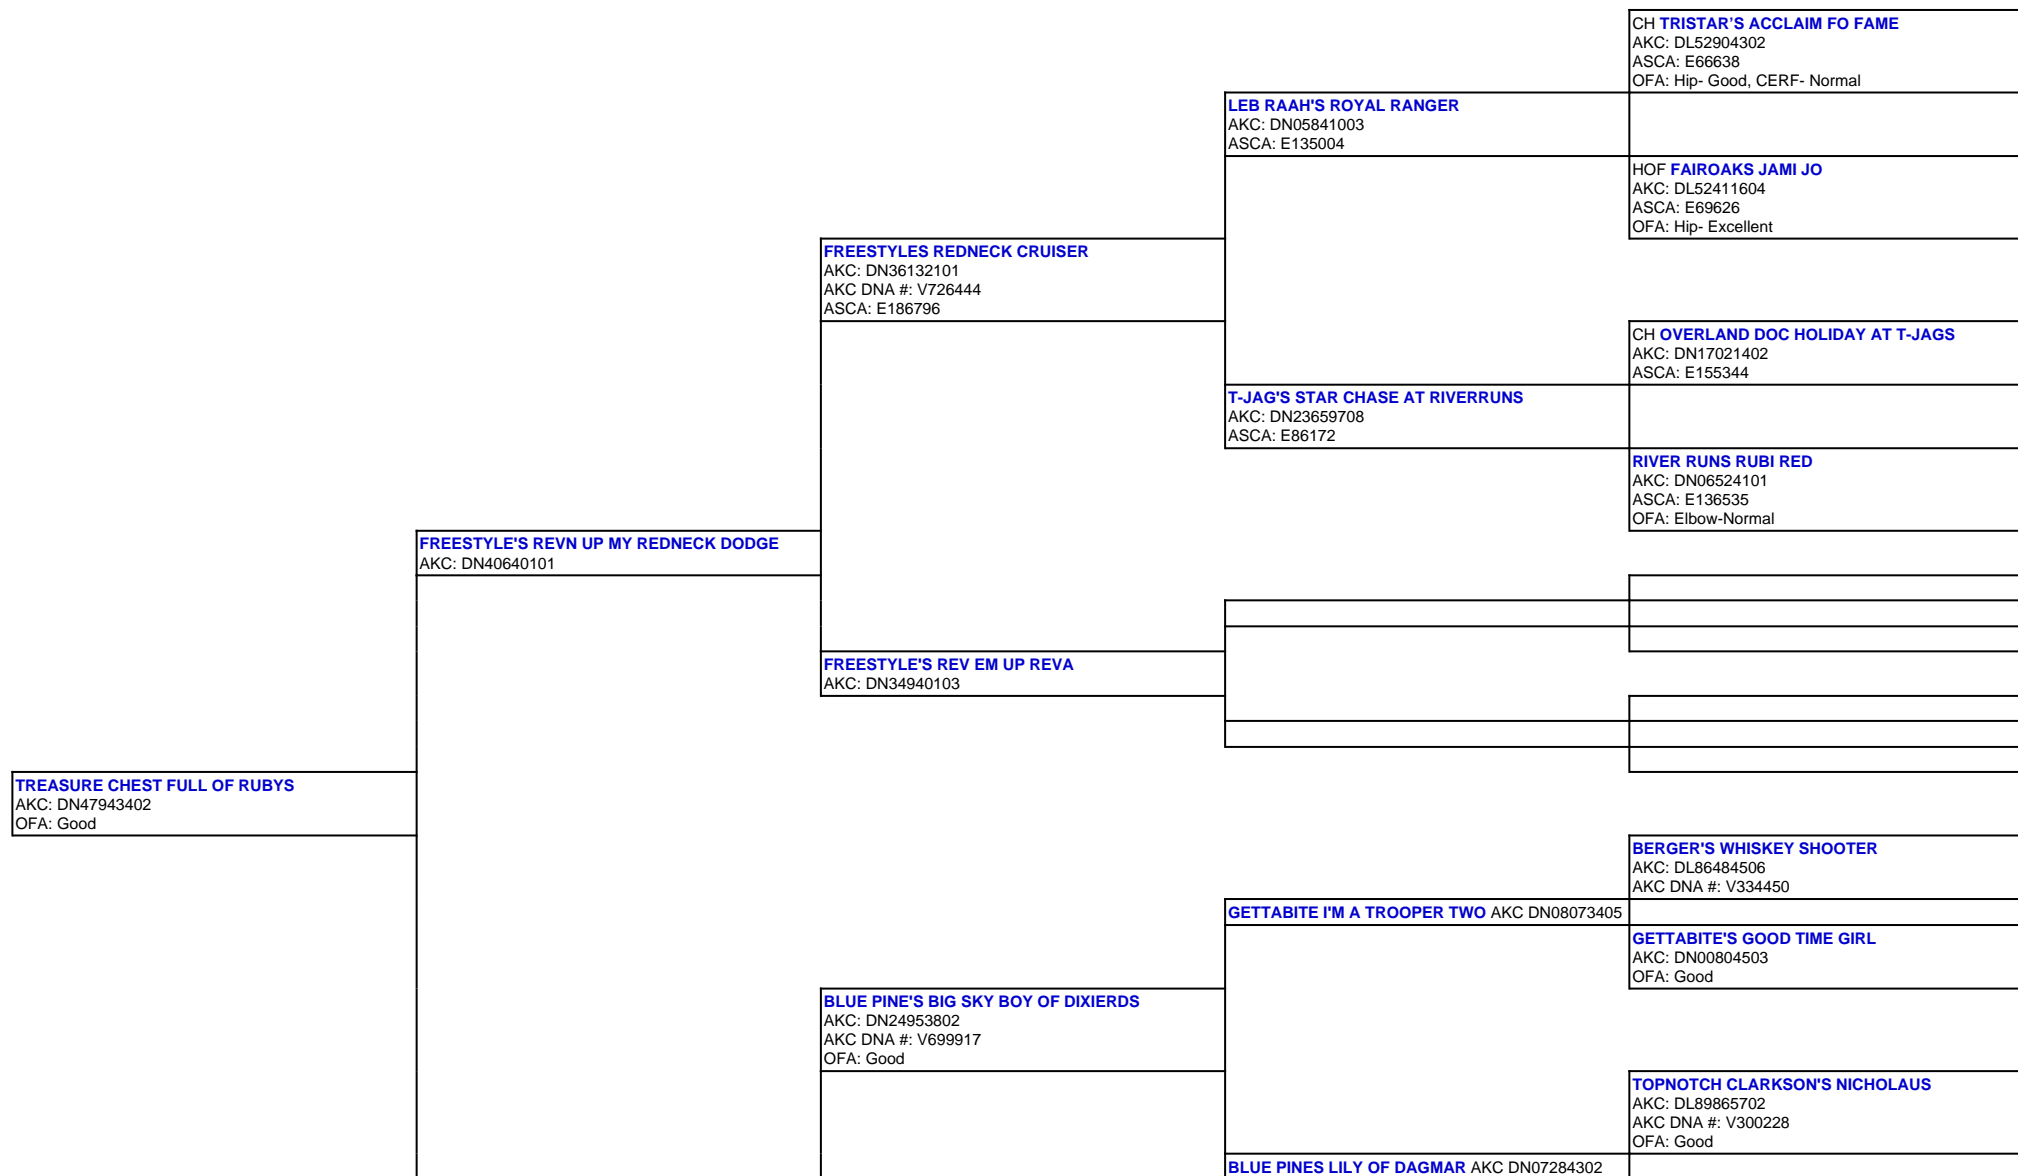 CH TRISTAR’S ACCLAIM FO FAME
AKC: DL52904302
ASCA: E66638
OFA: Hip- Good, CERF- Normal
LEB RAAH'S ROYAL RANGER
AKC: DN05841003
ASCA: E135004
HOF FAIROAKS JAMI JO
AKC: DL52411604
ASCA: E69626
OFA: Hip- Excellent
FREESTYLES REDNECK CRUISER
AKC: DN36132101
AKC DNA #: V726444
ASCA: E186796
CH OVERLAND DOC HOLIDAY AT T-JAGS
AKC: DN17021402
ASCA: E155344
T-JAG'S STAR CHASE AT RIVERRUNS
AKC: DN23659708
ASCA: E86172
RIVER RUNS RUBI RED
AKC: DN06524101
ASCA: E136535
OFA: Elbow-Normal
FREESTYLE'S REVN UP MY REDNECK DODGE
AKC: DN40640101
FREESTYLE'S REV EM UP REVA
AKC: DN34940103
TREASURE CHEST FULL OF RUBYS
AKC: DN47943402
OFA: Good
BERGER'S WHISKEY SHOOTER
AKC: DL86484506
AKC DNA #: V334450
GETTABITE I'M A TROOPER TWO AKC DN08073405
GETTABITE'S GOOD TIME GIRL
AKC: DN00804503
OFA: Good
BLUE PINE'S BIG SKY BOY OF DIXIERDS
AKC: DN24953802
AKC DNA #: V699917
OFA: Good
TOPNOTCH CLARKSON'S NICHOLAUS
AKC: DL89865702
AKC DNA #: V300228
OFA: Good
BLUE PINES LILY OF DAGMAR AKC DN07284302